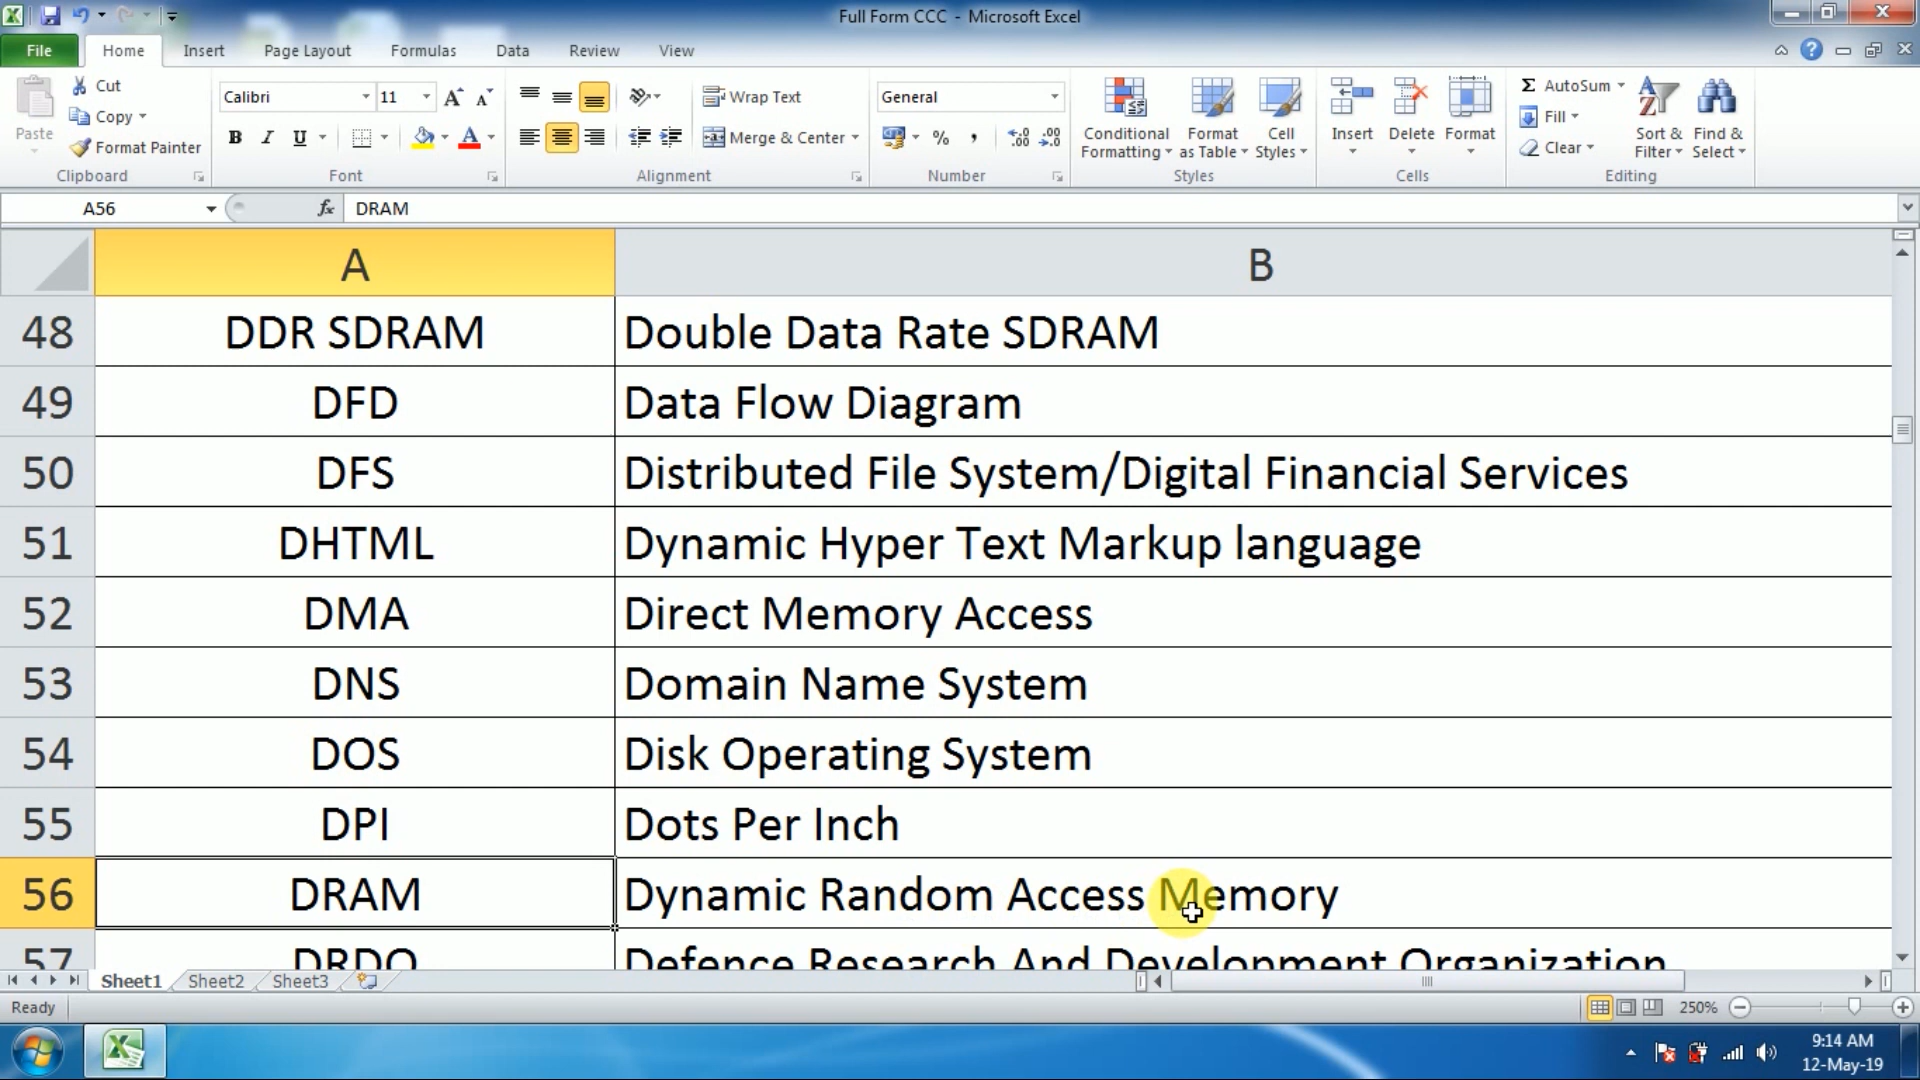 Full Form CCC - Microsoft Excel
File Home Insert Page Layout Formulas Data Review View
Paste
Cut
Copy
Format Painter
Clipboard
Calibri 11
B I U A
Font
Wrap Text
Merge & Center
Alignment
General
% ,
Number
Conditional Formatting
Format as Table
Cell Styles
Styles
Insert Delete Format
Cells
Σ AutoSum
Fill
Clear
Sort & Filter
Find & Select
Editing
A56 fx DRAM
A B
48 DDR SDRAM Double Data Rate SDRAM
49 DFD Data Flow Diagram
50 DFS Distributed File System/Digital Financial Services
51 DHTML Dynamic Hyper Text Markup language
52 DMA Direct Memory Access
53 DNS Domain Name System
54 DOS Disk Operating System
55 DPI Dots Per Inch
56 DRAM Dynamic Random Access Memory
57 DRDO Defence Research And Development Organization
Sheet1 Sheet2 Sheet3
Ready 250%
9:14 AM
12-May-19